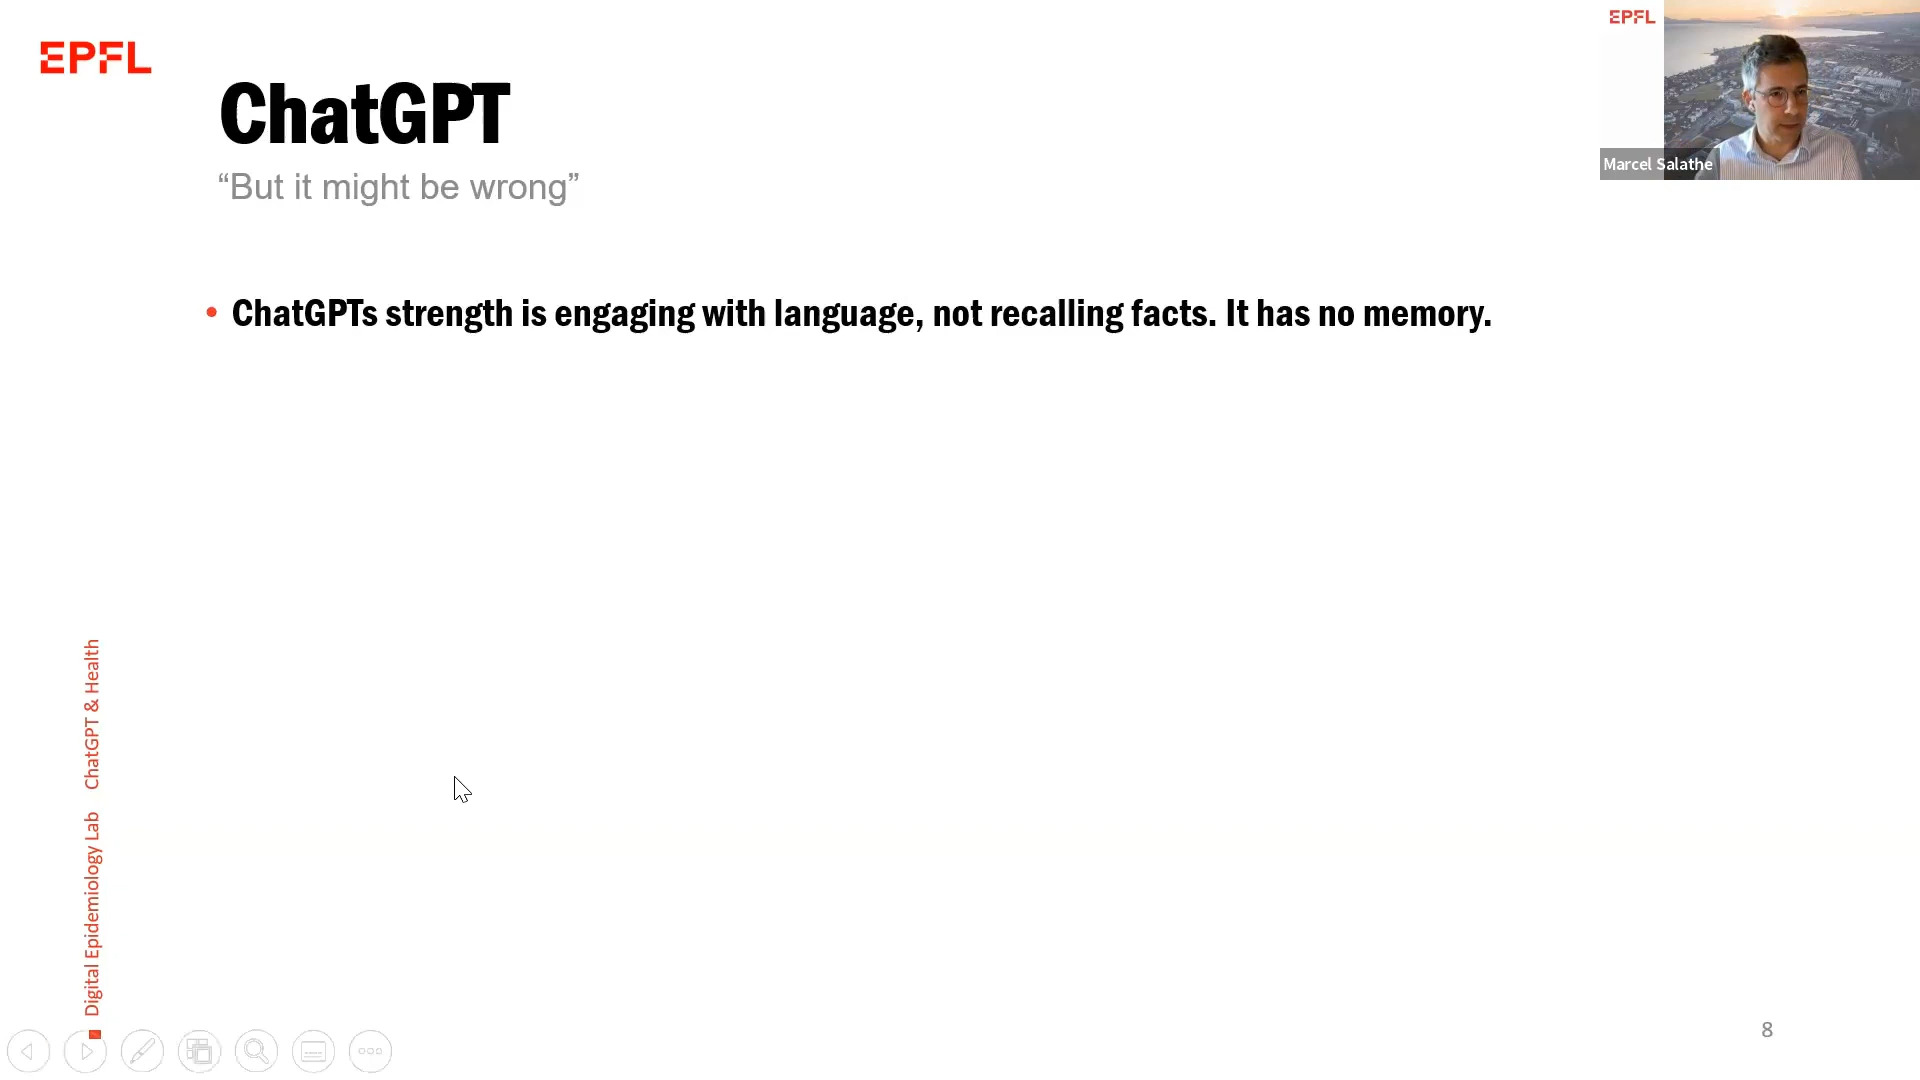 EPFL
EPFL
ChatGPT
“But it might be wrong”
Marcel Salathe
• ChatGPTs strength is engaging with language, not recalling facts. It has no memory.
Digital Epidemiology Lab ChatGPT & Health
8